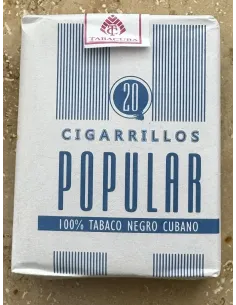 TABACUBA
20
CIGARRILLOS
POPULAR
100% TABACO NEGRO CUBANO